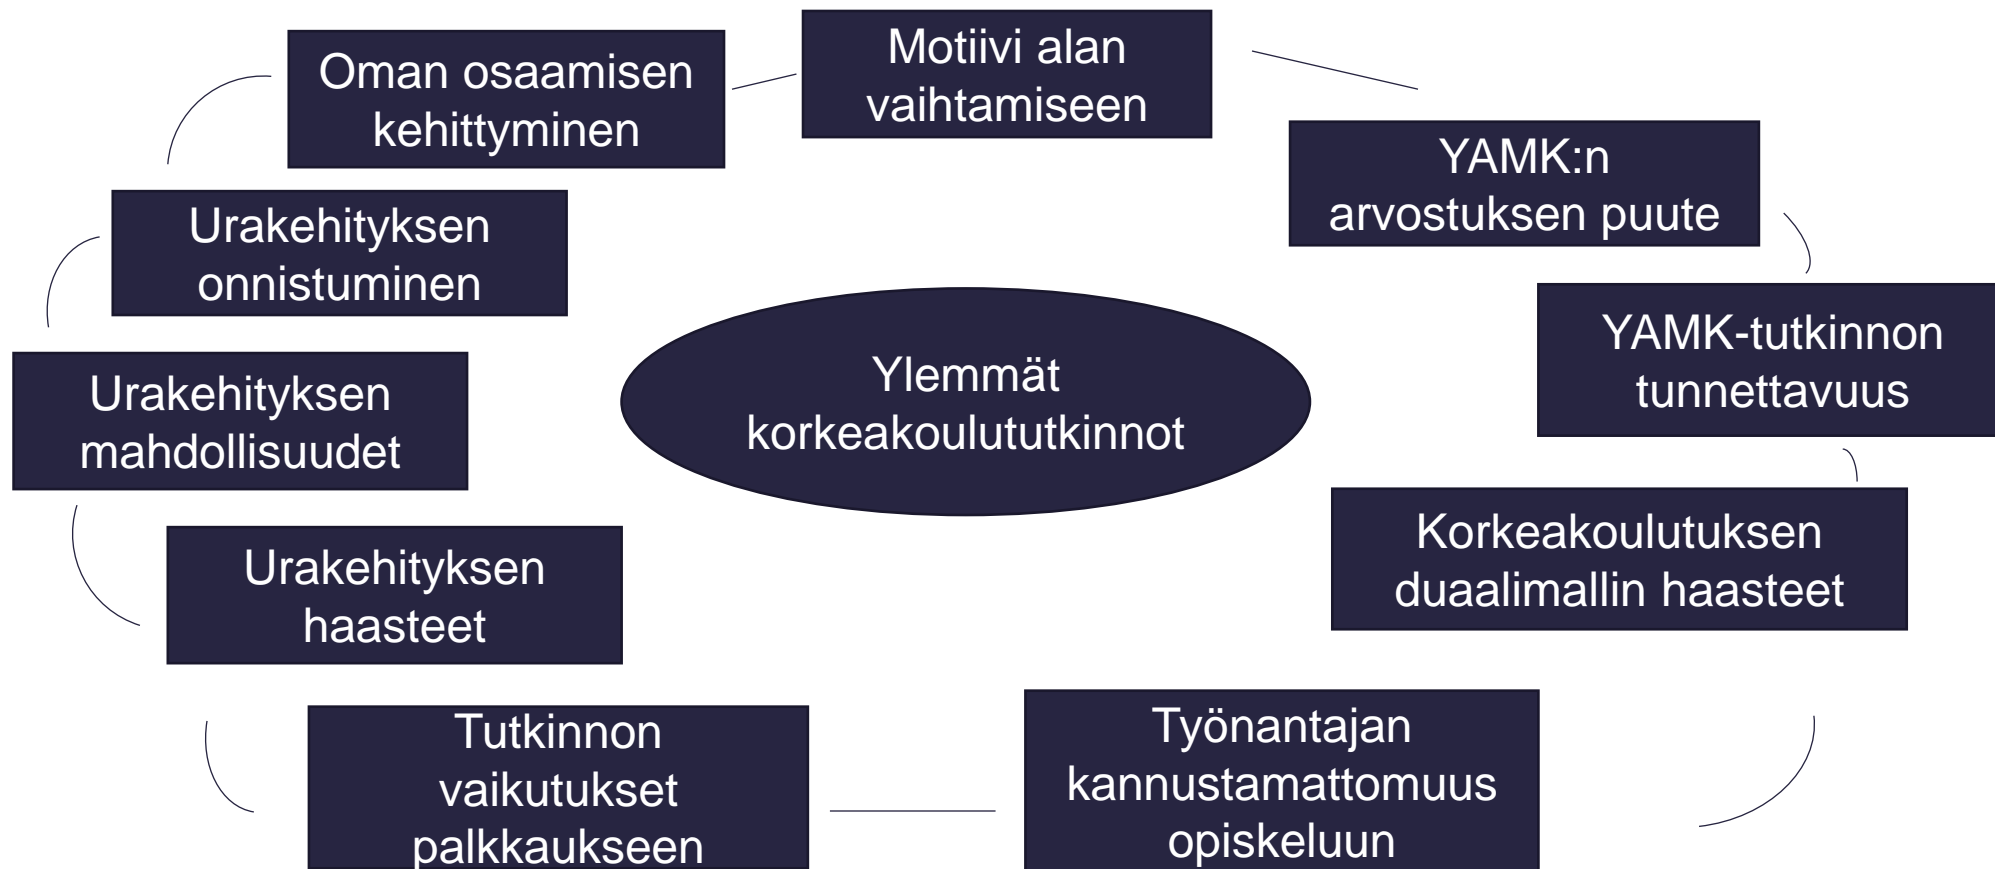 Motiivi alan
vaihtamiseen
Oman osaamisen
kehittyminen
YAMK:n
arvostuksen puute
Urakehityksen
onnistuminen
YAMK-tutkinnon
tunnettavuus
Ylemmät
korkeakoulututkinnot
Urakehityksen
mahdollisuudet
Korkeakoulutuksen
duaalimallin haasteet
Urakehityksen
haasteet
Tutkinnon
vaikutukset
palkkaukseen
Työnantajan
kannustamattomuus
opiskeluun